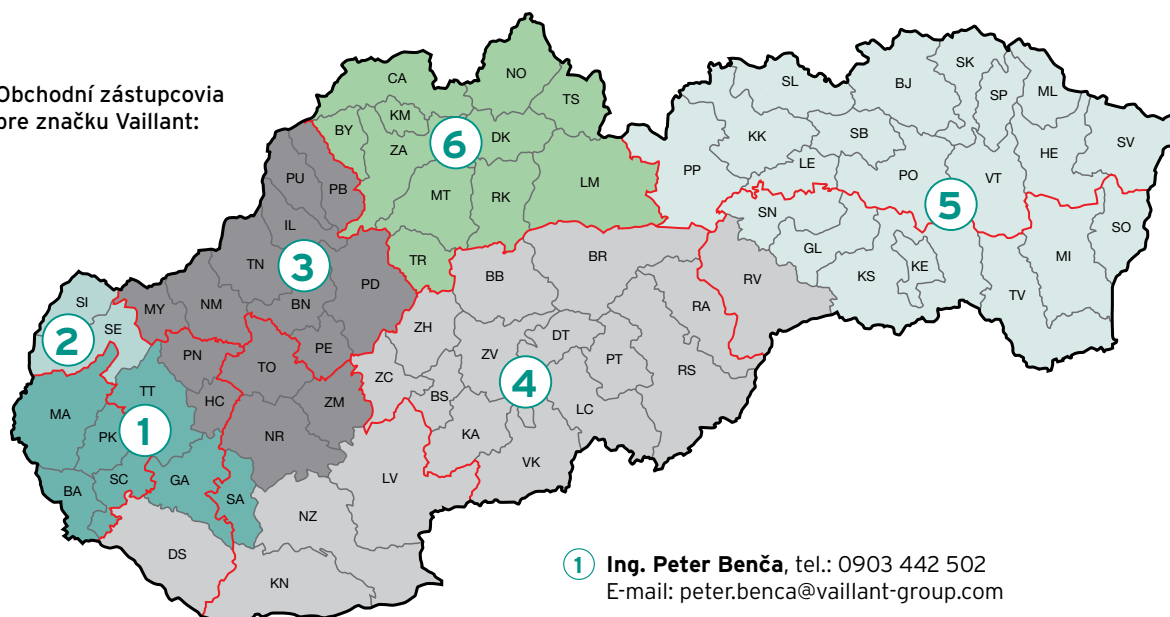 Obchodní zástupcovia
pre značku Vaillant:
CA
NO
TS
BY
KM
ZA
DK
6
MT
RK
LM
TR
SL
BJ
SK
SP
ML
KK
SB
HE
SV
PP
LE
PO
VT
5
SN
GL
KS
KE
MI
SO
TV
PU
PB
IL
TN
3
PD
MY
NM
BN
PE
PN
TO
HC
ZM
NR
BB
BR
RV
RA
ZH
DT
ZV
PT
RS
ZC
BS
4
LC
KA
VK
LV
NZ
DS
KN
SI
SE
2
MA
TT
PK
1
SC
GA
SA
BA
1 Ing. Peter Benča, tel.: 0903 442 502
E-mail: peter.benca@vaillant-group.com